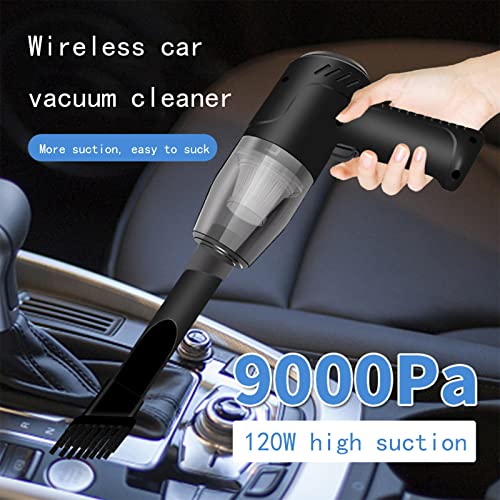 Wireless car
vacuum cleaner
More suction, easy to suck
9000Pa
120W high suction
R N D